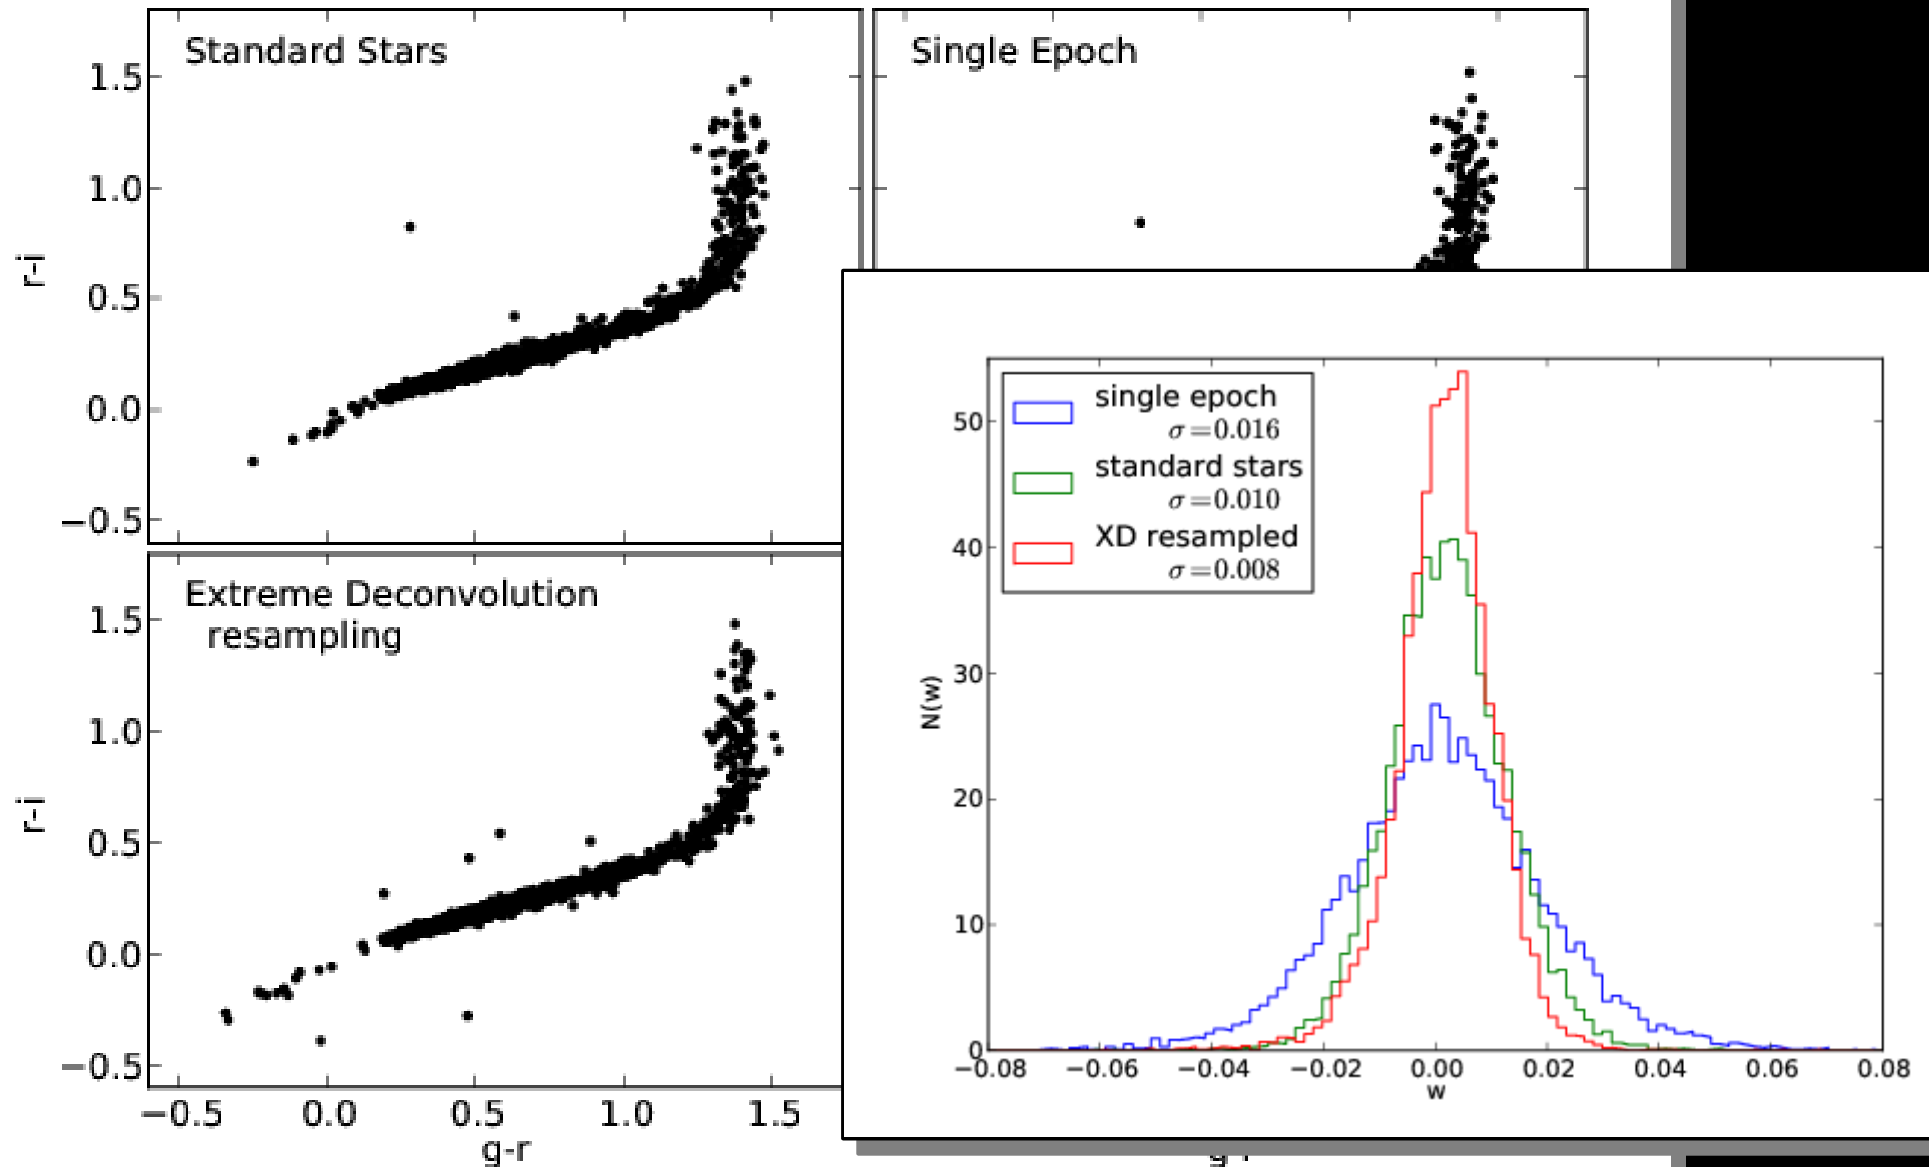 Standard Stars
1.5
1.0
0.5
0.0
−0.5
r-i
Single Epoch
Extreme Deconvolution
resampling
1.5
1.0
0.5
0.0
−0.5
r-i
−0.5 0.0 0.5 1.0 1.5
g-r
single epoch
σ=0.016
standard stars
σ=0.010
XD resampled
σ=0.008
50
40
30
20
10
0
N(w)
−0.08 −0.06 −0.04 −0.02 0.00 0.02 0.04 0.06 0.08
w